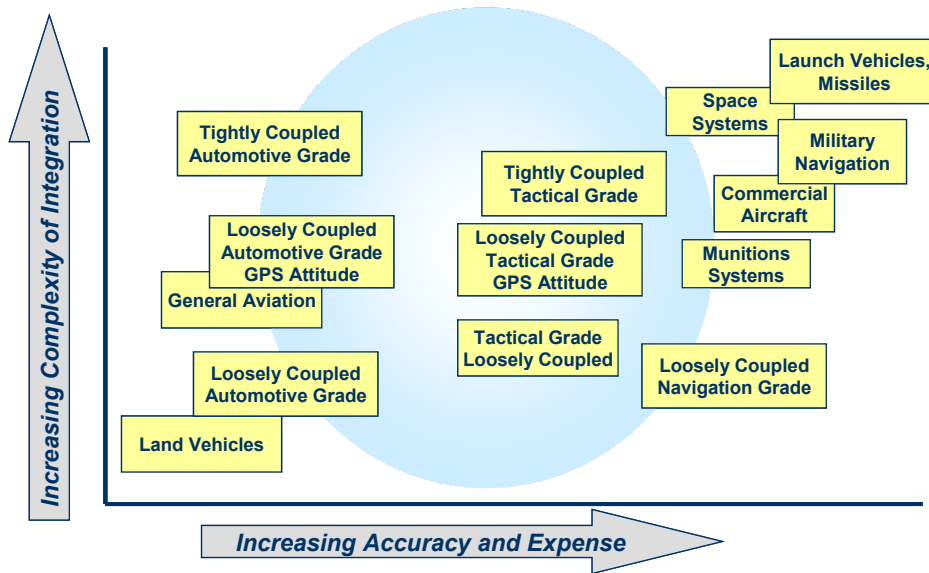 Increasing Complexity of Integration
Launch Vehicles,
Missiles
Space
Systems
Military
Navigation
Tightly Coupled
Automotive Grade
Tightly Coupled
Tactical Grade
Commercial
Aircraft
Loosely Coupled
Automotive Grade
GPS Attitude
Loosely Coupled
Tactical Grade
GPS Attitude
Munitions
Systems
General Aviation
Tactical Grade
Loosely Coupled
Loosely Coupled
Automotive Grade
Loosely Coupled
Navigation Grade
Land Vehicles
Increasing Accuracy and Expense